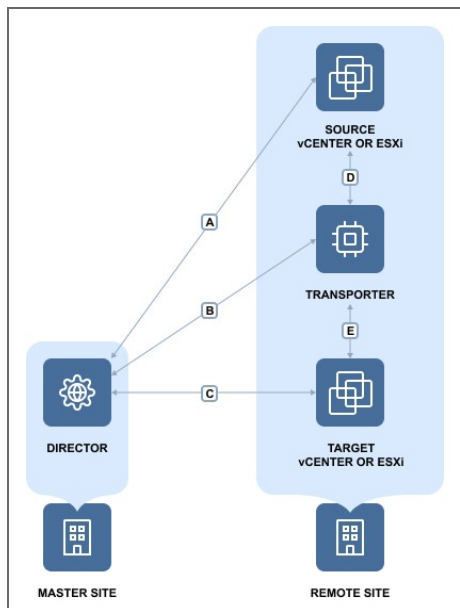 SOURCE
vCENTER OR ESXi
D
A
TRANSPORTER
B
E
C
DIRECTOR
TARGET
vCENTER OR ESXi
MASTER SITE
REMOTE SITE